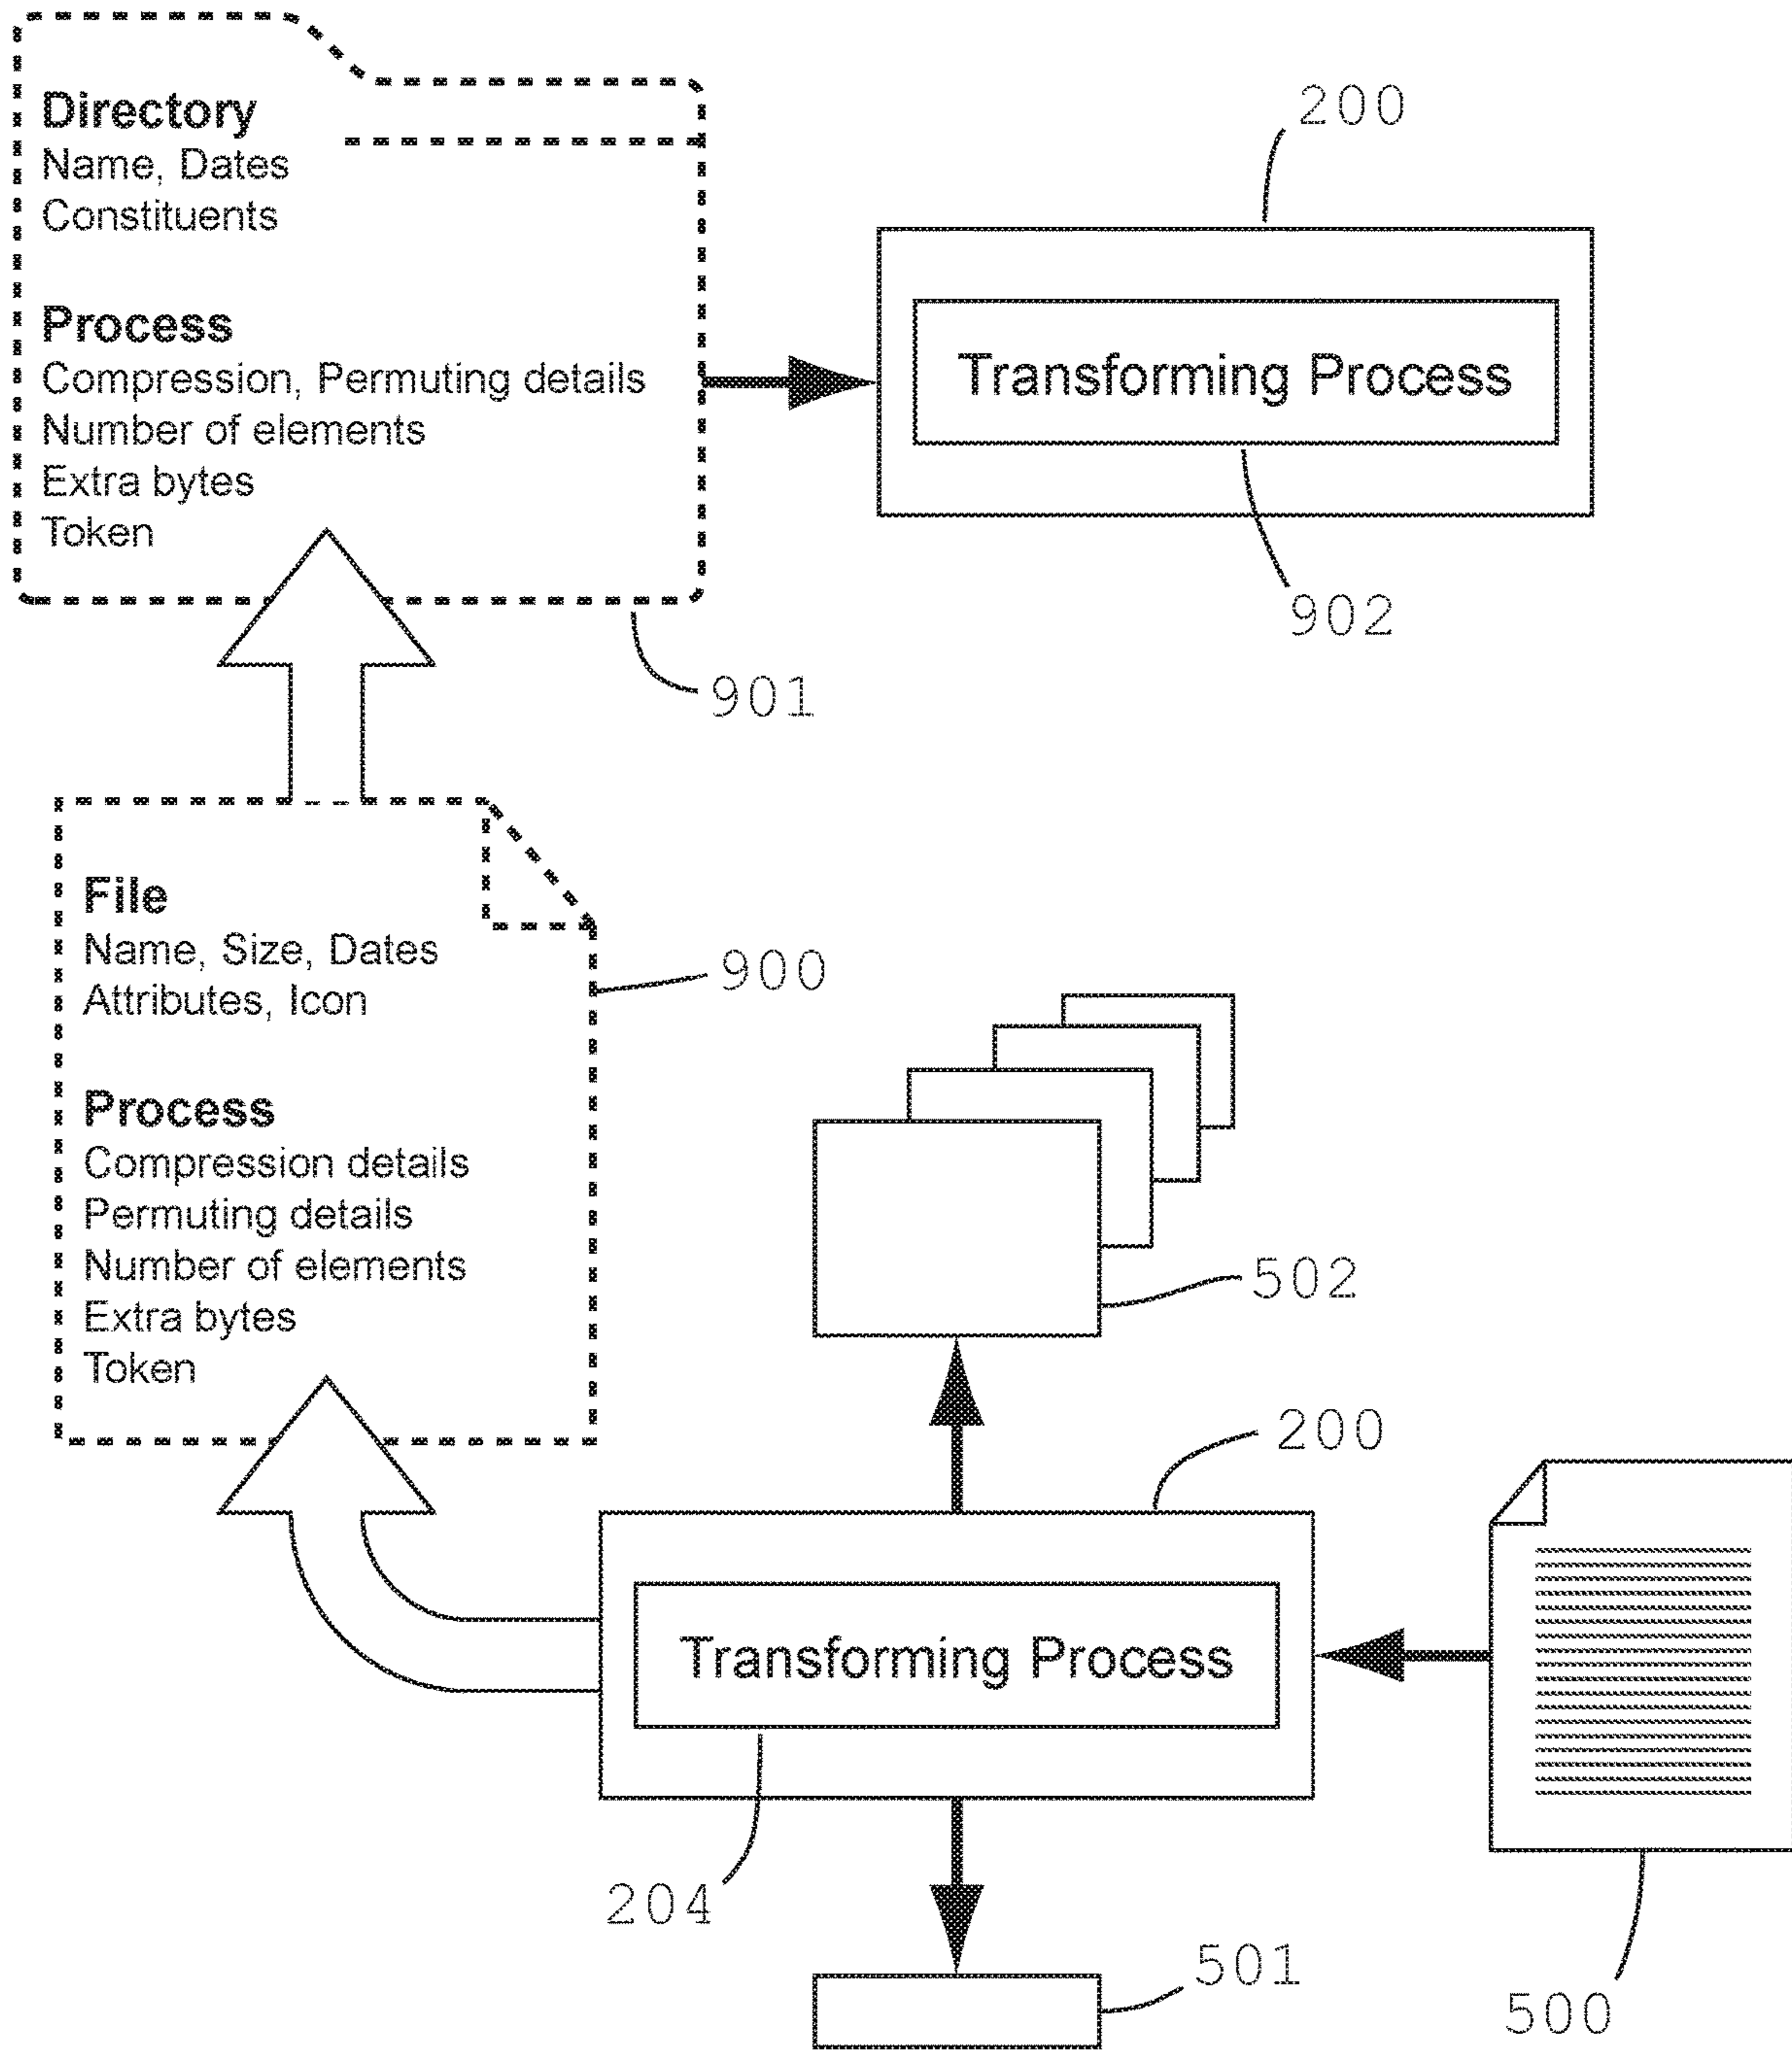 Directory
Name, Dates
Constituents
Process
Compression, Permuting details
Number of elements
Extra bytes
Token
200
Transforming Process
902
901
File
Name, Size, Dates
Attributes, Icon
Process
Compression details
Permuting details
Number of elements
Extra bytes
Token
900
502
200
Transforming Process
204
501
500